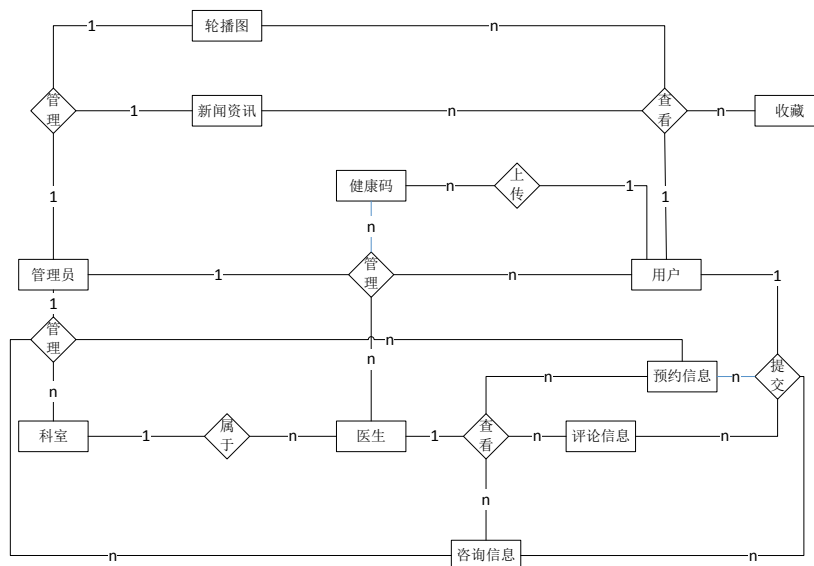 1
轮播图
n
管
理
1
新闻资讯
n
查
看
n
收藏
1
健康码
n
上
传
1
1
n
管理员
1
管
理
n
用户
1
1
管
理
n
n
n
n
预约信息
n
提
交
科室
1
属
于
n
医生
1
查
看
n
评论信息
n
n
n
咨询信息
n